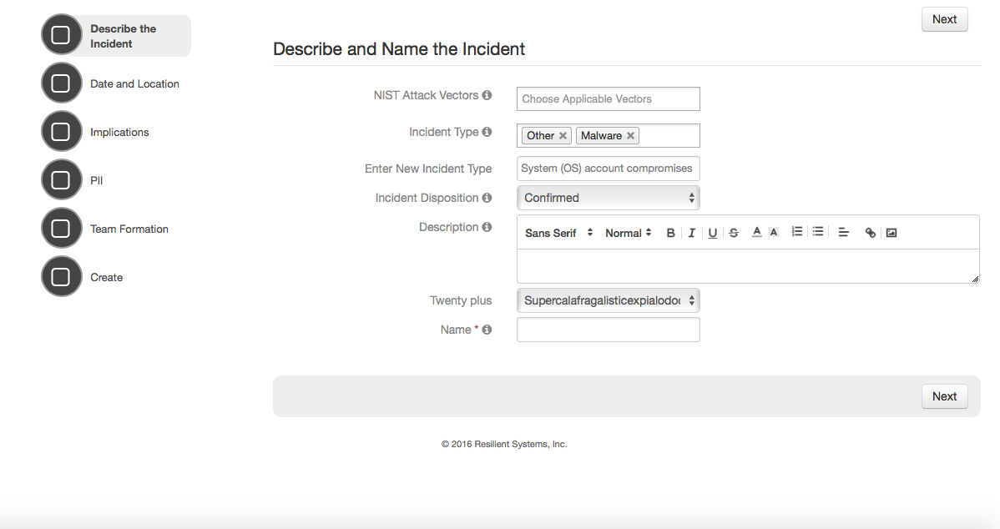 Next
Describe the
Incident
Date and Location
Implications
PII
Team Formation
Create
Describe and Name the Incident
NIST Attack Vectors
Choose Applicable Vectors
Incident Type
Other × Malware ×
Enter New Incident Type
System (OS) account compromises
Incident Disposition
Confirmed
Description
Sans Serif Normal B I U S A A
Twenty plus
Supercalafragalisticexpialodo
Name *
Next
© 2016 Resilient Systems, Inc.